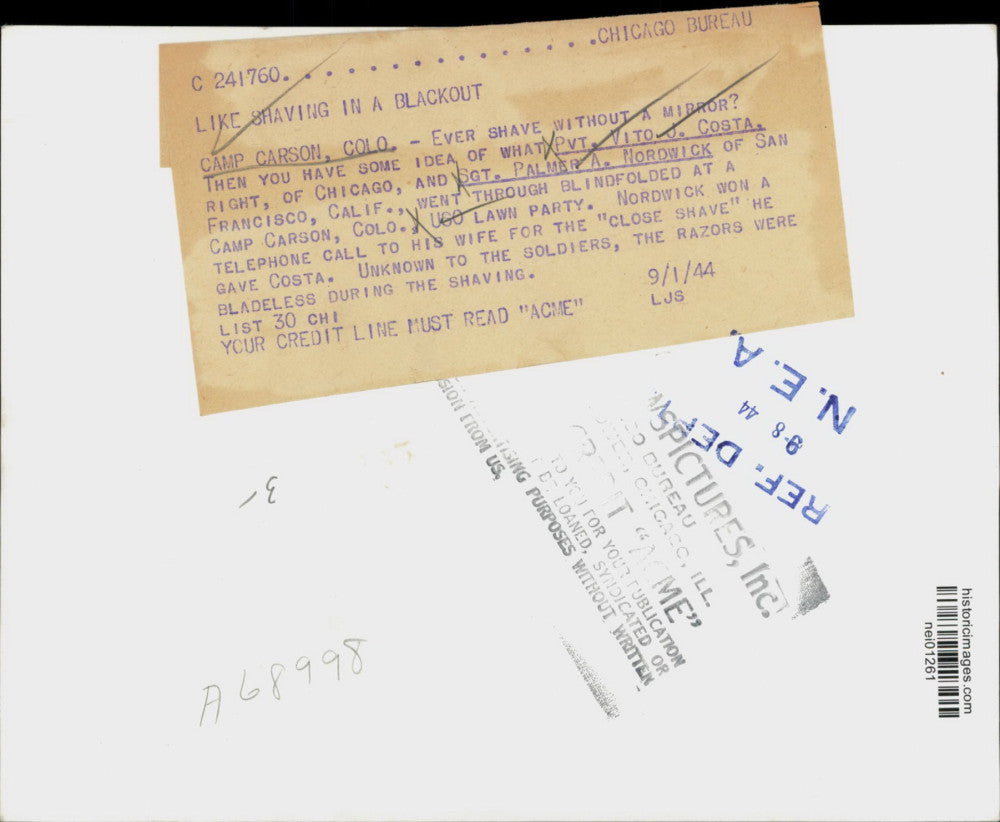 C 241760. . . . . . . . . . . . . . .CHICAGO BUREAU
LIKE SHAVING IN A BLACKOUT
CAMP CARSON, COLO. - EVER SHAVE WITHOUT A MIRROR?
THEN YOU HAVE SOME IDEA OF WHAT PVT. VITO J. COSTA,
RIGHT, OF CHICAGO, AND SGT. PALMER A. NORDWICK OF SAN
FRANCISCO, CALIF., WENT THROUGH BLINDFOLDED AT A
CAMP CARSON, COLO., USO LAWN PARTY. NORDWICK WON A
TELEPHONE CALL TO HIS WIFE FOR THE "CLOSE SHAVE" HE
GAVE COSTA. UNKNOWN TO THE SOLDIERS, THE RAZORS WERE
BLADELESS DURING THE SHAVING.
LIST 30 CHI 9/1/44
YOUR CREDIT LINE MUST READ "ACME" LJS
N. E. A.
9-8 44
REF. DEPT
SPICTURES, Inc.
BUREAU
CHICAGO, ILL.
"ACME"
TO YOU FOR YOUR PUBLICATION
BE LOANED, SYNDICATED OR
PURPOSES WITHOUT WRITTEN
FROM US.
A68998
historicimages.com
nei01261